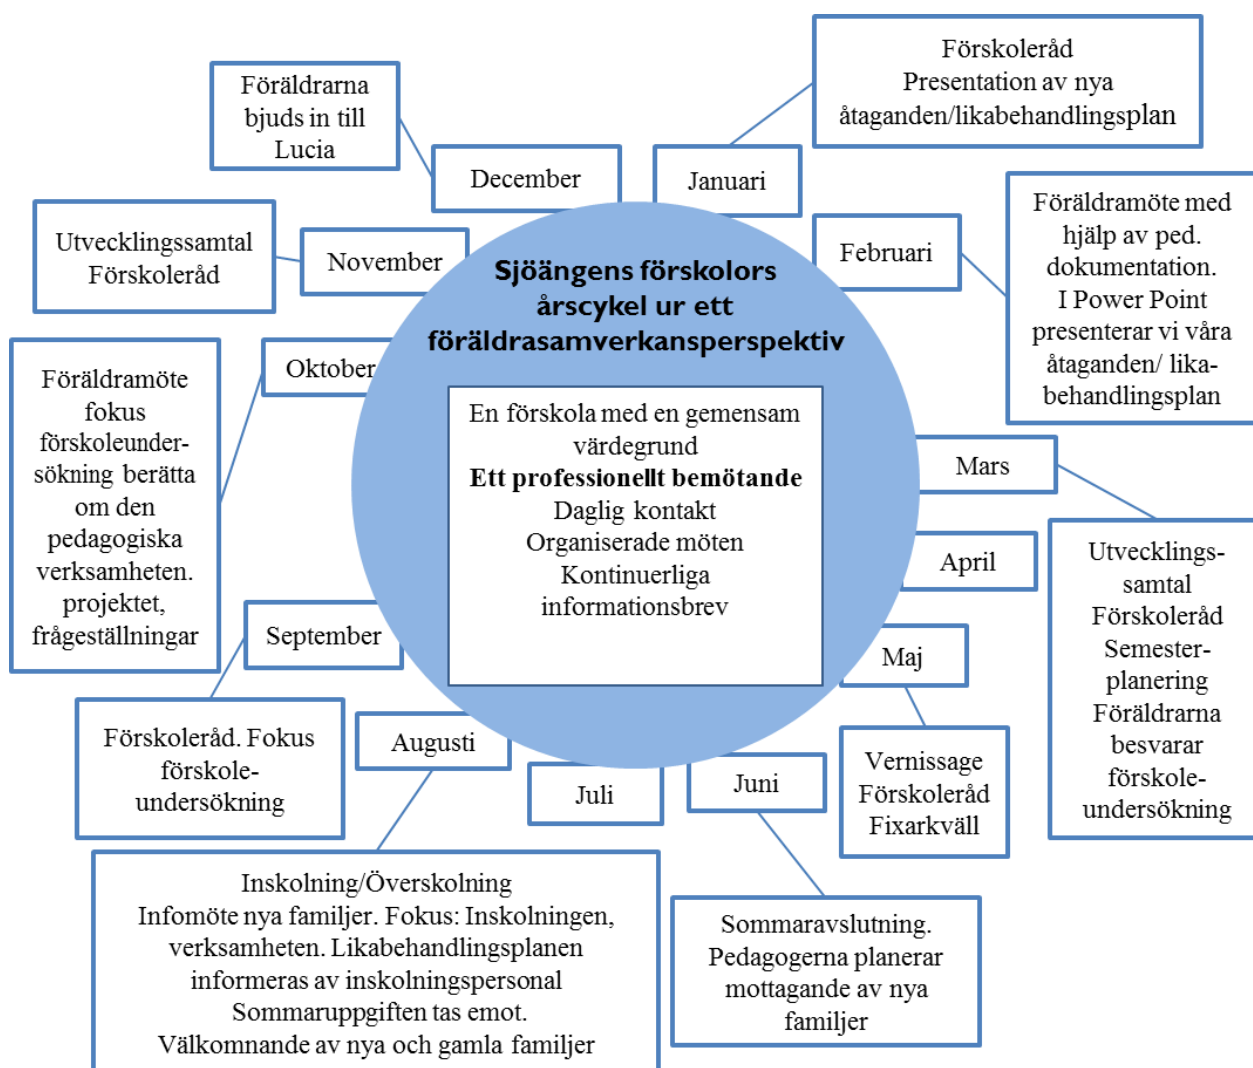 Sjöängens förskolors
årscykel ur ett
föräldrasamverkansperspektiv
En förskola med en gemensam
värdegrund
Ett professionellt bemötande
Daglig kontakt
Organiserade möten
Kontinuerliga
informationsbrev
Januari
Förskoleråd
Presentation av nya
åtaganden/likabehandlingsplan
Februari
Föräldramöte med
hjälp av ped.
dokumentation.
I Power Point
presenterar vi våra
åtaganden/ lika-
behandlingsplan
Mars
Utvecklings-
samtal
Förskoleråd
Semester-
planering
Föräldrarna
besvarar
förskole-
undersökning
April
Maj
Vernissage
Förskoleråd
Fixarkväll
Juni
Sommaravslutning.
Pedagogerna planerar
mottagande av nya
familjer
Juli
Augusti
Inskolning/Överskolning
Infomöte nya familjer. Fokus: Inskolningen,
verksamheten. Likabehandlingsplanen
informeras av inskolningspersonal
Sommaruppgiften tas emot.
Välkomnande av nya och gamla familjer
September
Förskoleråd. Fokus
förskole-
undersökning
Oktober
Föräldramöte
fokus
förskoleunder-
sökning berätta
om den
pedagogiska
verksamheten.
projektet,
frågeställningar
November
Utvecklingssamtal
Förskoleråd
December
Föräldrarna
bjuds in till
Lucia